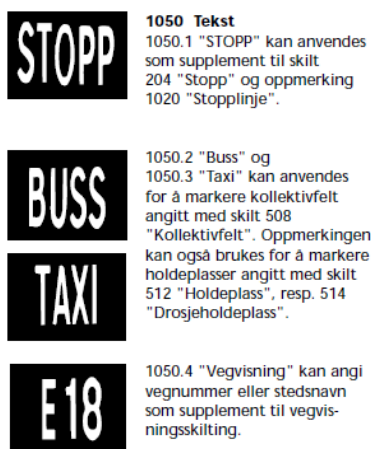 STOPP
1050 Tekst
1050.1 "STOPP" kan anvendes
som supplement til skilt
204 "Stopp" og oppmerking
1020 "Stopplinje".
BUSS
TAXI
1050.2 "Buss" og
1050.3 "Taxi" kan anvendes
for å markere kollektivfelt
angitt med skilt 508
"Kollektivfelt". Oppmerkingen
kan også brukes for å markere
holdeplasser angitt med skilt
512 "Holdeplass", resp. 514
"Drosjeholdeplass".
E 18
1050.4 "Vegvisning" kan angi
vegnummer eller stedsnavn
som supplement til vegvis-
ningsskilting.